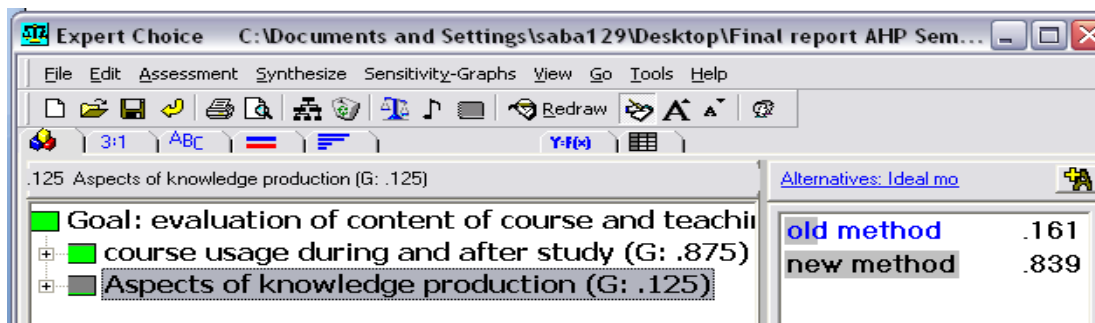 Expert Choice C:\Documents and Settings\saba129\Desktop\Final report AHP Sem...
File Edit Assessment Synthesize Sensitivity-Graphs View Go Tools Help
Redraw A A
3:1 ABC Y=F(x)
.125 Aspects of knowledge production (G: .125)
Alternatives: Ideal mo
Goal: evaluation of content of course and teachin
course usage during and after study (G: .875)
Aspects of knowledge production (G: .125)
old method .161
new method .839